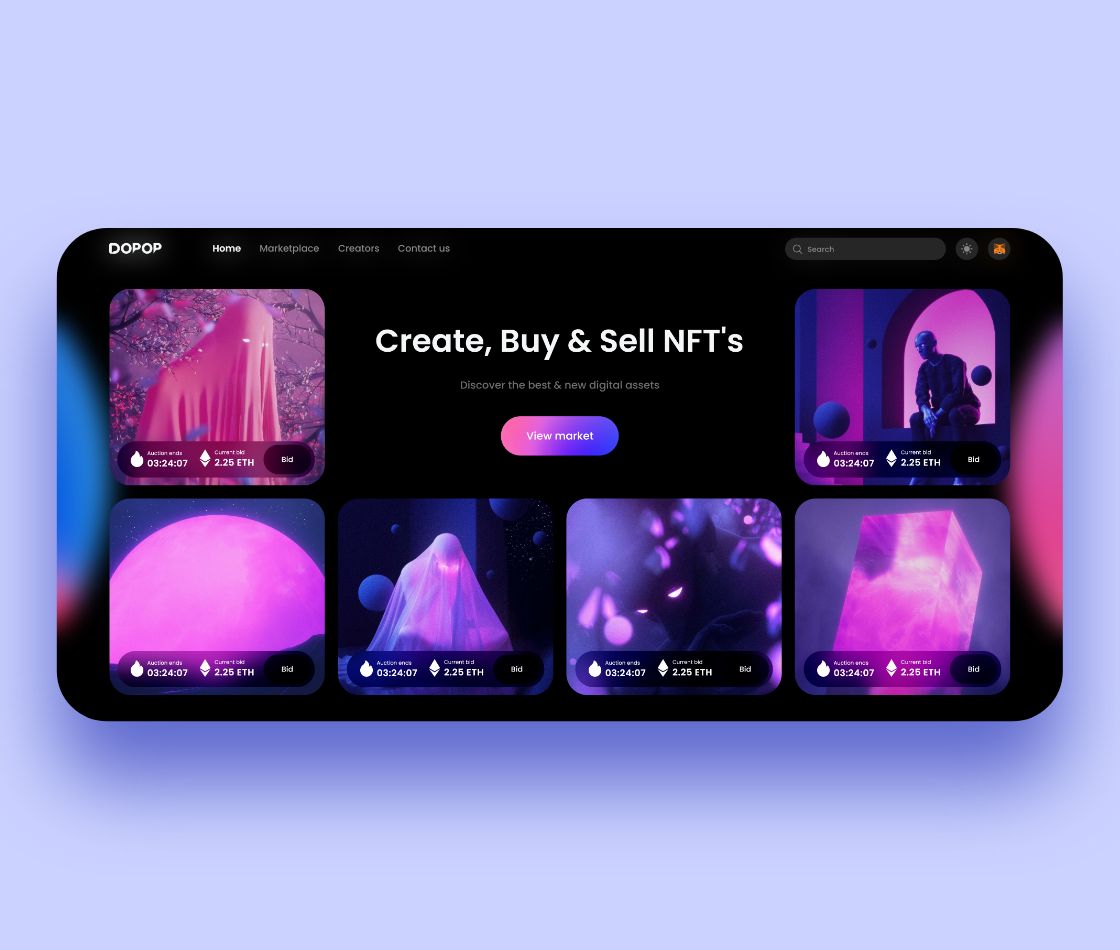 DOPOP
Home Marketplace Creators Contact us
Search
Create, Buy & Sell NFT's
Discover the best & new digital assets
View market
Auction ends
03:24:07
Current bid
2.25 ETH
Bid
Auction ends
03:24:07
Current bid
2.25 ETH
Bid
Auction ends
03:24:07
Current bid
2.25 ETH
Bid
Auction ends
03:24:07
Current bid
2.25 ETH
Bid
Auction ends
03:24:07
Current bid
2.25 ETH
Bid
Auction ends
03:24:07
Current bid
2.25 ETH
Bid